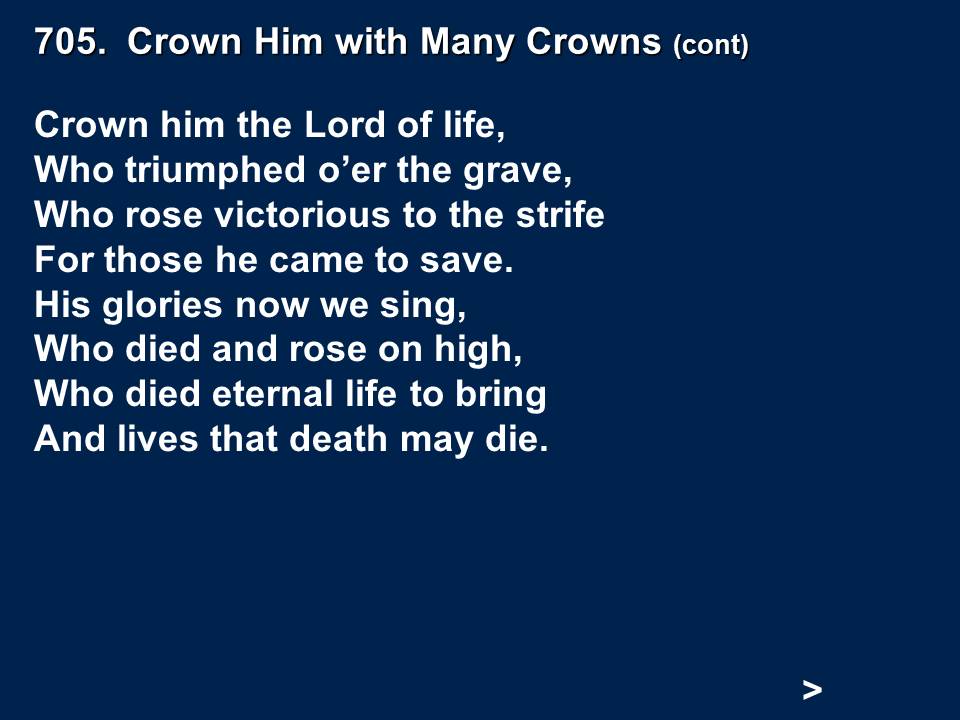 705.  Crown Him with Many Crowns (cont)
Crown him the Lord of life,
Who triumphed o’er the grave,
Who rose victorious to the strife
For those he came to save.
His glories now we sing,
Who died and rose on high,
Who died eternal life to bring
And lives that death may die.
>